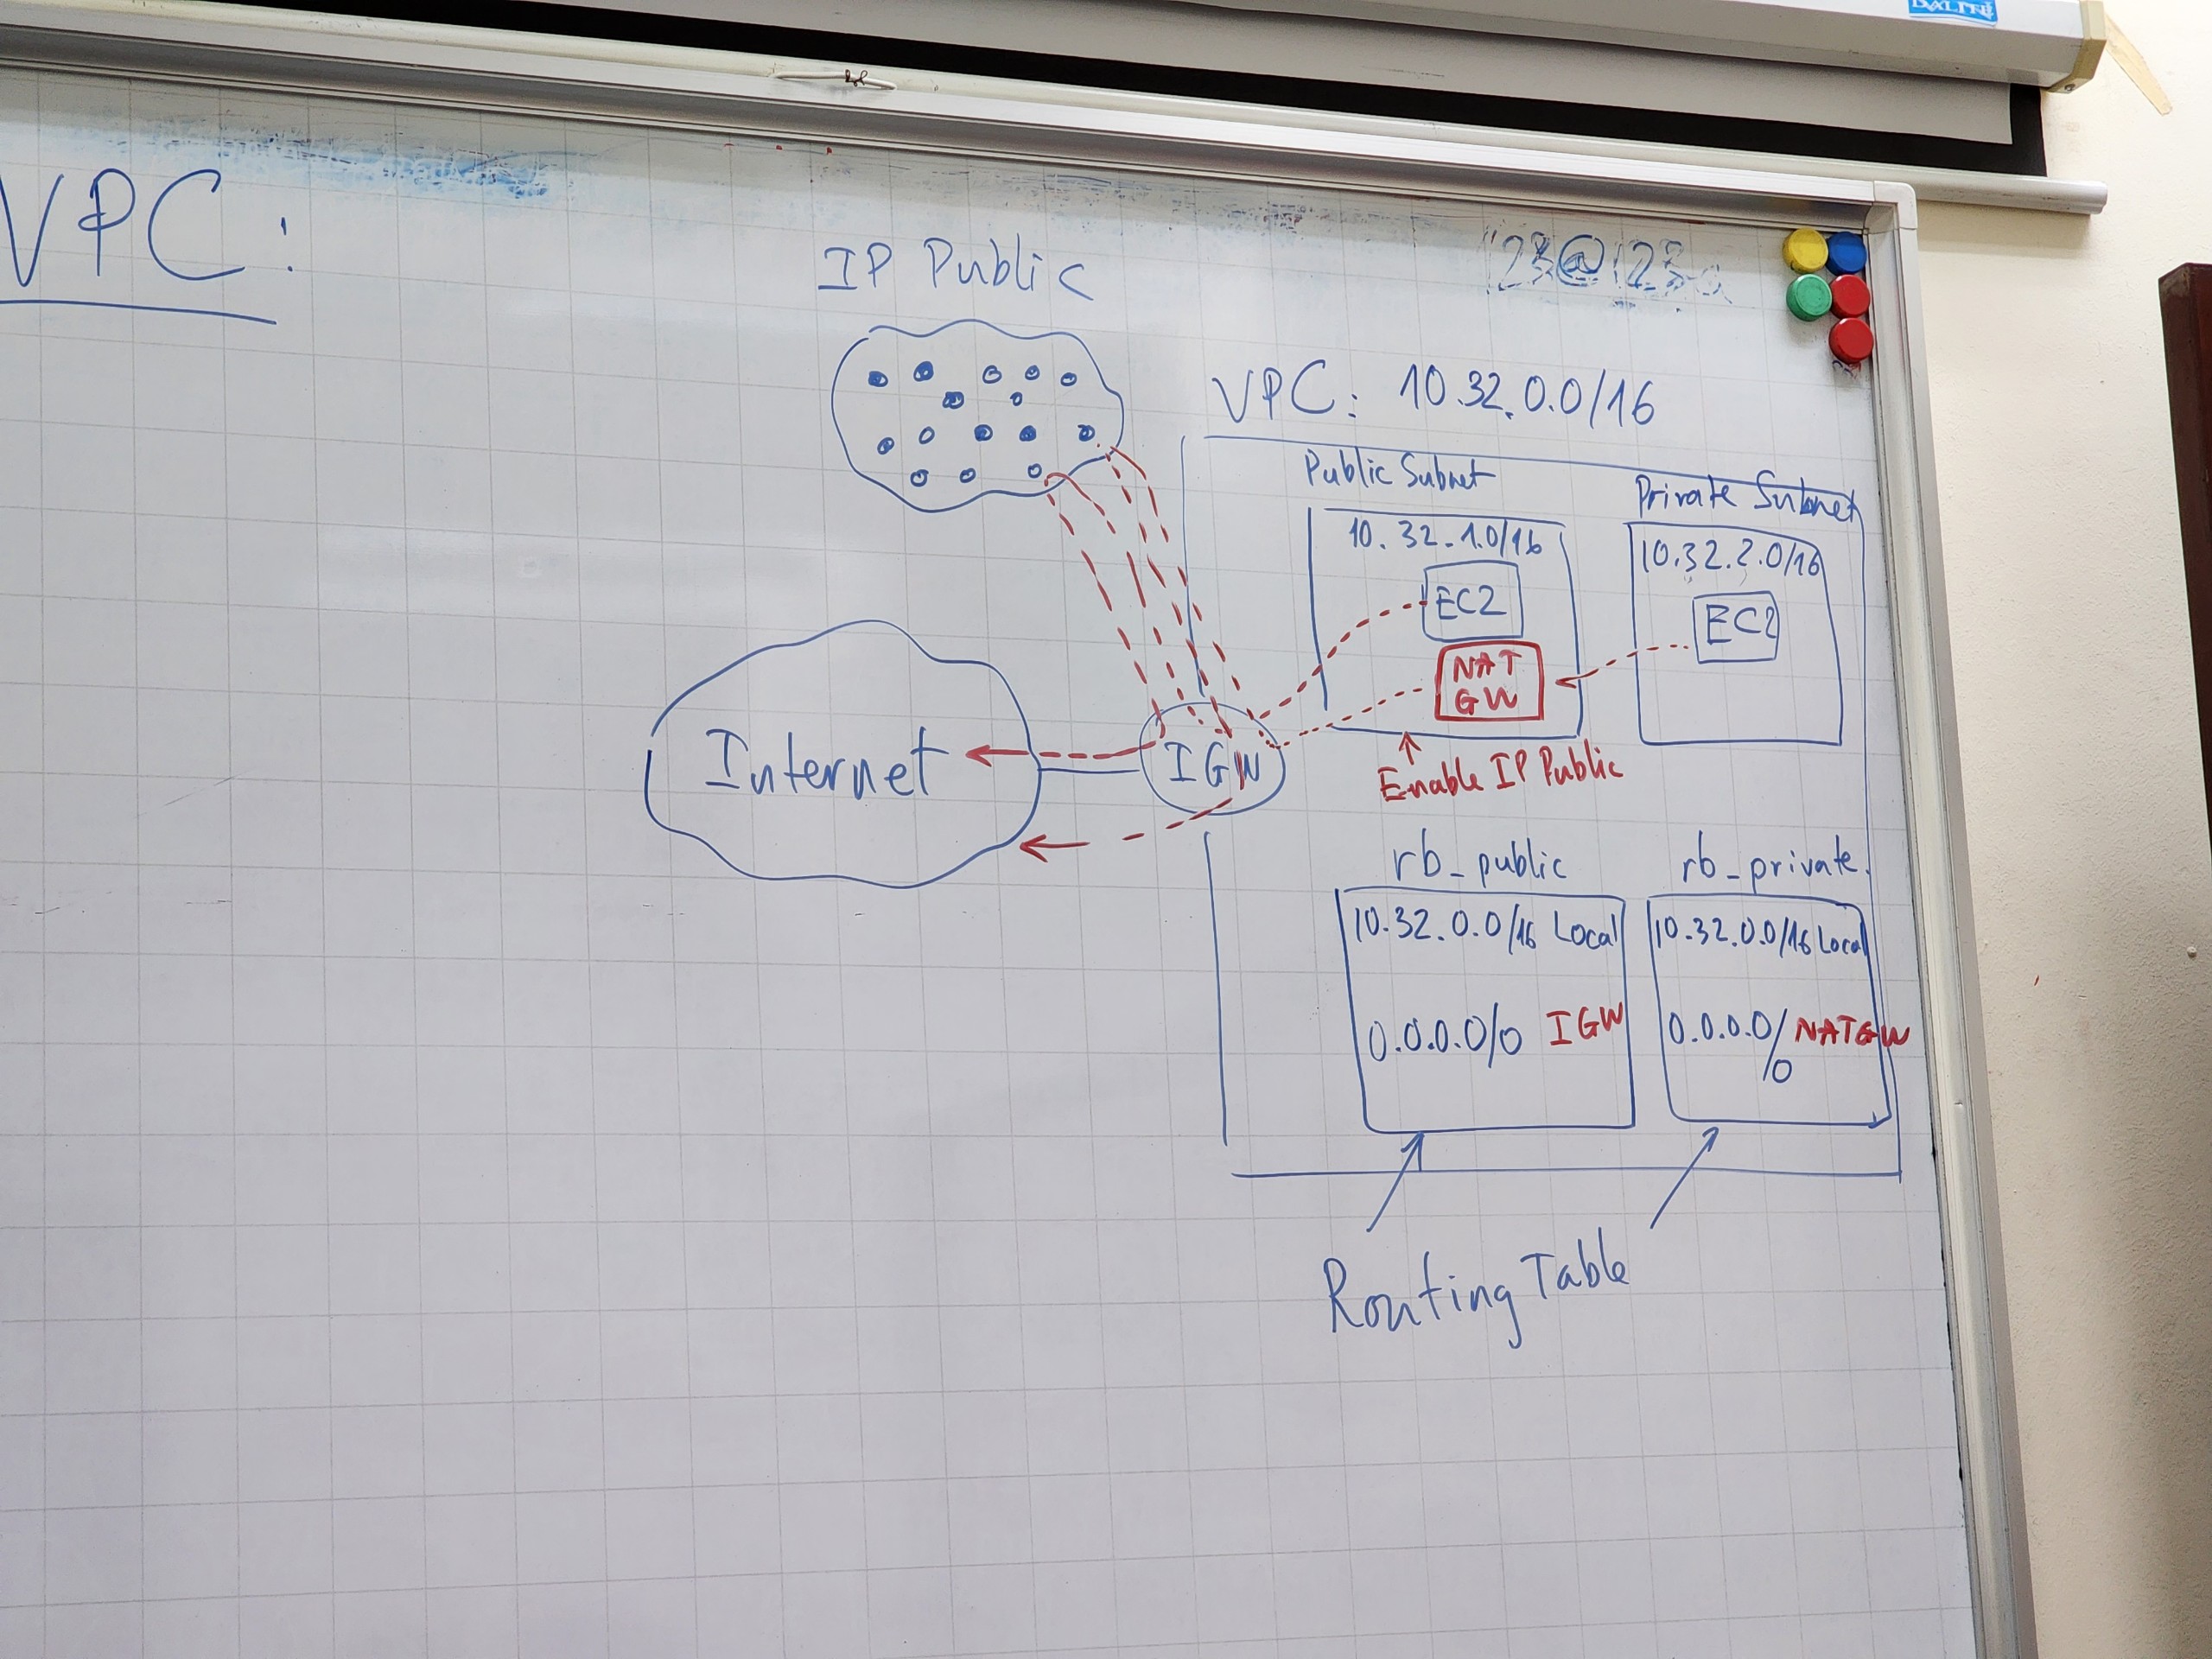 DALITE
VPC:
IP Public
123@123a
VPC: 10.32.0.0/16
Public Subnet
Private Subnet
10.32.1.0/16
10.32.2.0/16
EC2
EC2
NAT
GW
Internet
IGW
Enable IP Public
rb_public
rb_private
10.32.0.0/16 Local
10.32.0.0/16 Local
0.0.0.0/0 IGW
0.0.0.0/ NATGW
/0
Routing Table